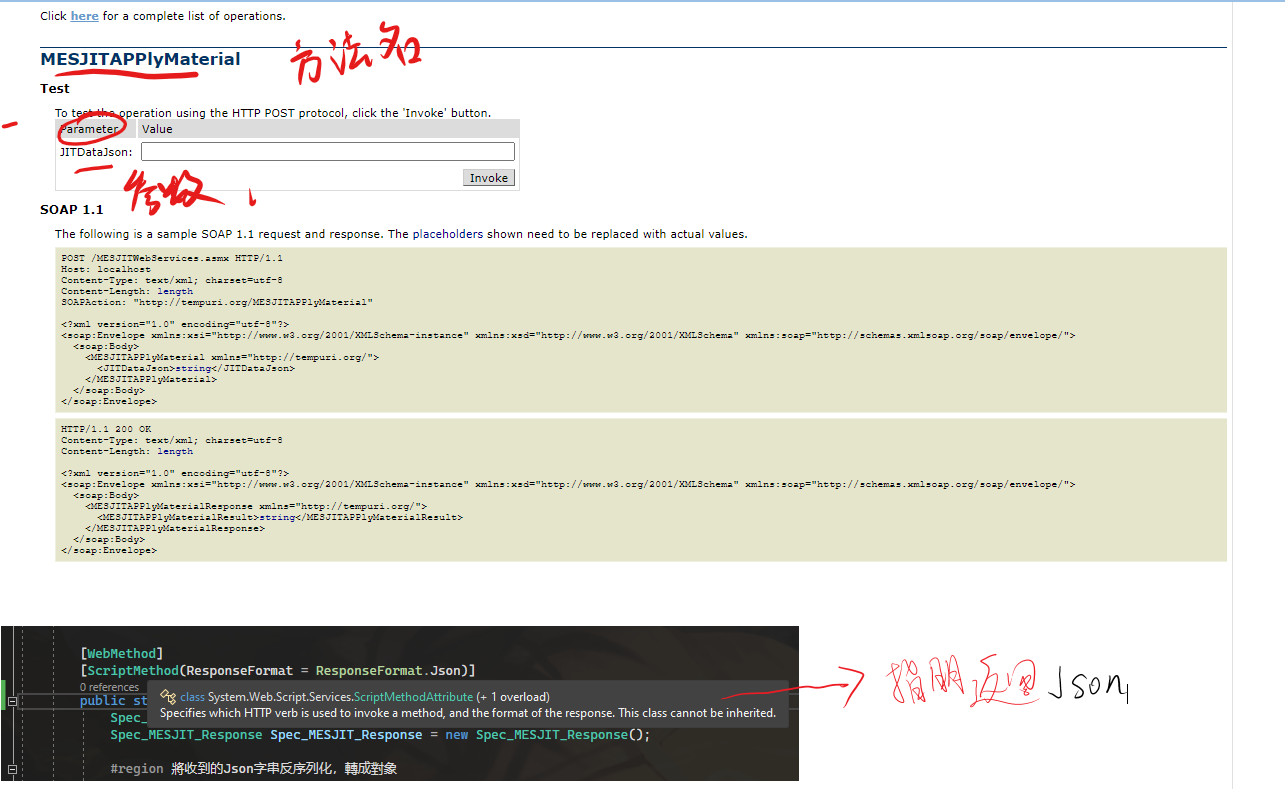 Click here for a complete list of operations.
MESJITAPPlyMaterial
方法名
Test
To test the operation using the HTTP POST protocol, click the 'Invoke' button.
Parameter Value
JITDataJson:
Invoke
参数
SOAP 1.1
The following is a sample SOAP 1.1 request and response. The placeholders shown need to be replaced with actual values.
POST /MESJITWebServices.asmx HTTP/1.1
Host: localhost
Content-Type: text/xml; charset=utf-8
Content-Length: length
SOAPAction: "http://tempuri.org/MESJITAPPlyMaterial"
<?xml version="1.0" encoding="utf-8"?>
<soap:Envelope xmlns:xsi="http://www.w3.org/2001/XMLSchema-instance" xmlns:xsd="http://www.w3.org/2001/XMLSchema" xmlns:soap="http://schemas.xmlsoap.org/soap/envelope/">
<soap:Body>
<MESJITAPPlyMaterial xmlns="http://tempuri.org/">
<JITDataJson>string</JITDataJson>
</MESJITAPPlyMaterial>
</soap:Body>
</soap:Envelope>
HTTP/1.1 200 OK
Content-Type: text/xml; charset=utf-8
Content-Length: length
<?xml version="1.0" encoding="utf-8"?>
<soap:Envelope xmlns:xsi="http://www.w3.org/2001/XMLSchema-instance" xmlns:xsd="http://www.w3.org/2001/XMLSchema" xmlns:soap="http://schemas.xmlsoap.org/soap/envelope/">
<soap:Body>
<MESJITAPPlyMaterialResponse xmlns="http://tempuri.org/">
<MESJITAPPlyMaterialResult>string</MESJITAPPlyMaterialResult>
</MESJITAPPlyMaterialResponse>
</soap:Body>
</soap:Envelope>
[WebMethod]
[ScriptMethod(ResponseFormat = ResponseFormat.Json)]
0 references
public st
class System.Web.Script.Services.ScriptMethodAttribute (+ 1 overload)
Spec_
Specifies which HTTP verb is used to invoke a method, and the format of the response. This class cannot be inherited.
返回Json
Spec_MESJIT_Response Spec_MESJIT_Response = new Spec_MESJIT_Response();
#region 將收到的Json字串反序列化，轉成對象